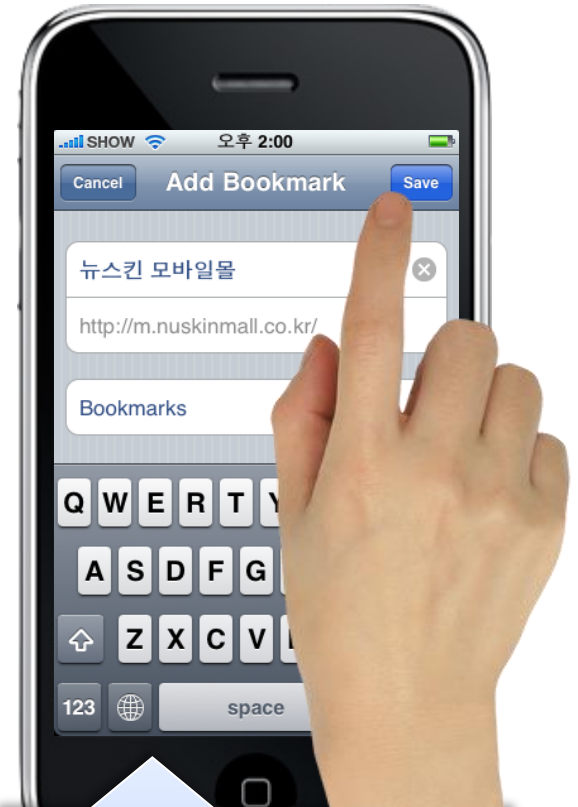 SHOW 오후 2:00
Cancel Add Bookmark Save
뉴스킨 모바일몰
http://m.nuskinmall.co.kr/
Bookmarks
Q W E R T
A S D F G
Z X C V
123 space